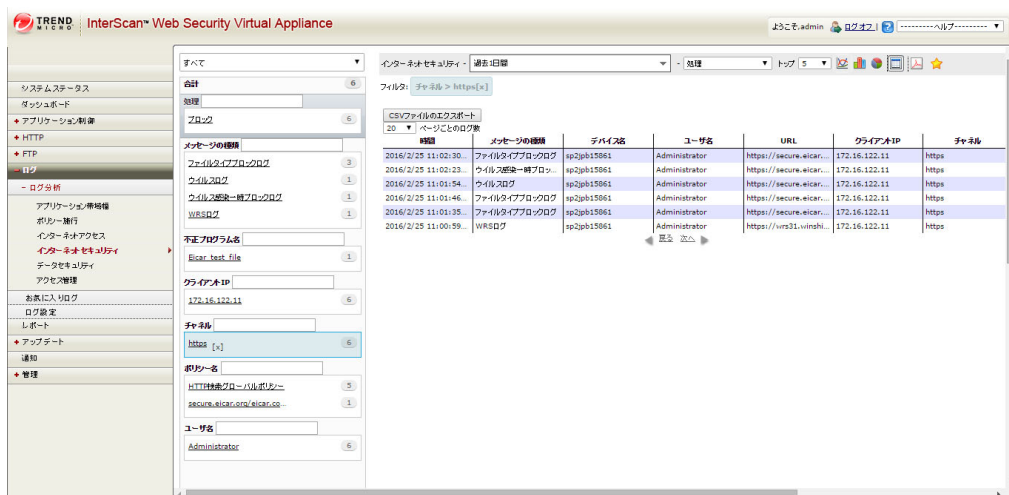 TREND MICRO InterScan™ Web Security Virtual Appliance
ようこそ,admin ログオフ | ? ---------ヘルプ---------
システムステータス
ダッシュボード
+ アプリケーション制御
+ HTTP
+ FTP
- ログ
- ログ分析
アプリケーション帯域幅
ポリシー施行
インターネットアクセス
インターネットセキュリティ
データセキュリティ
アクセス管理
お気に入りログ
ログ設定
レポート
+ アップデート
通知
+ 管理
すべて
合計 6
処理
ブロック 6
メッセージの種類
ファイルタイプブロックログ 3
ウイルスログ 1
ウイルス感染一時ブロックログ 1
WRSログ 1
不正プログラム名
Eicar_test_file 1
クライアントIP
172.16.122.11 6
チャネル
https [x] 6
ポリシー名
HTTP検索グローバルポリシー 5
secure.eicar.org/eicar.co... 1
ユーザ名
Administrator 6
インターネットセキュリティ - 過去1日間 - 処理 トップ 5
フィルタ: チャネル > https[x]
CSVファイルのエクスポート
20 ページごとのログ数
時間 メッセージの種類 デバイス名 ユーザ名 URL クライアントIP チャネル
2016/2/25 11:02:30... ファイルタイプブロックログ sp2jpb15861 Administrator https://secure.eicar... 172.16.122.11 https
2016/2/25 11:02:23... ウイルス感染一時ブロッ... sp2jpb15861 Administrator https://secure.eicar... 172.16.122.11 https
2016/2/25 11:01:54... ウイルスログ sp2jpb15861 Administrator https://secure.eicar... 172.16.122.11 https
2016/2/25 11:01:46... ファイルタイプブロックログ sp2jpb15861 Administrator https://secure.eicar... 172.16.122.11 https
2016/2/25 11:01:35... ファイルタイプブロックログ sp2jpb15861 Administrator https://secure.eicar... 172.16.122.11 https
2016/2/25 11:00:59... WRSログ sp2jpb15861 Administrator https://wrs31.winshi... 172.16.122.11 https
戻る 次へ